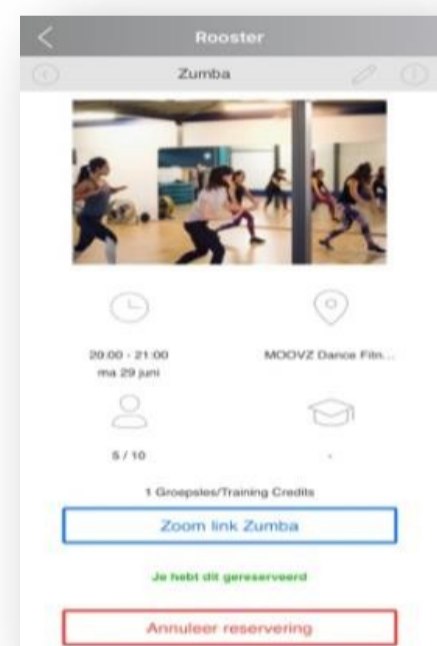 Rooster
Zumba
20:00 - 21:00
ma 29 juni
MOOVZ Dance Fitn...
5 / 10
-
1 Groepsles/Training Credits
Zoom link Zumba
Je hebt dit gereserveerd
Annuleer reservering